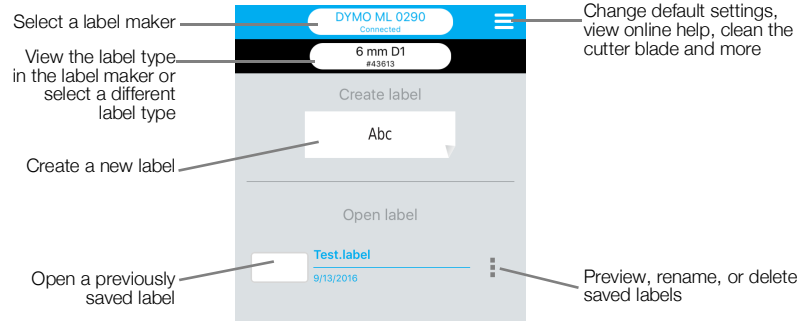 Select a label maker
DYMO ML 0290
Connected
Change default settings,
view online help, clean the
cutter blade and more
View the label type
in the label maker or
select a different
label type
6 mm D1
#43613
Create label
Abc
Create a new label
Open label
Test.label
9/13/2016
Open a previously
saved label
Preview, rename, or delete
saved labels